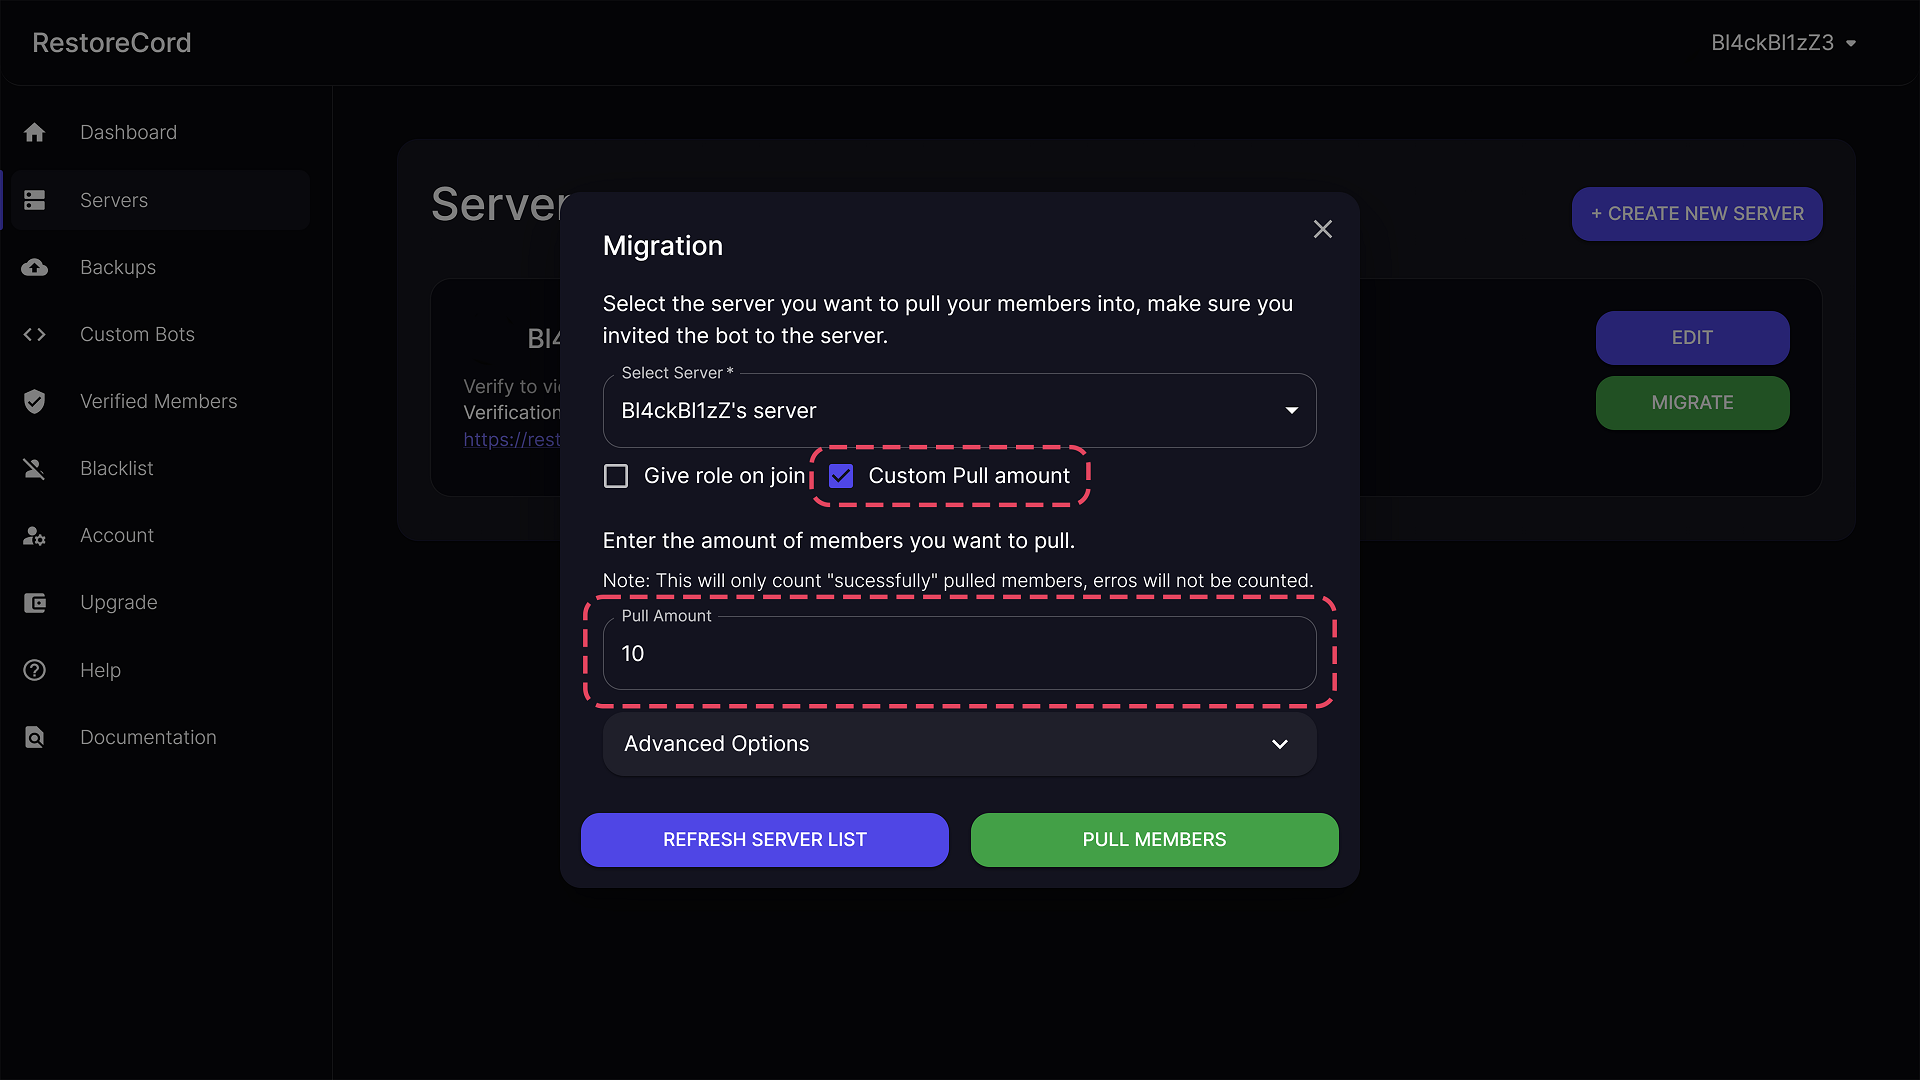 RestoreCord
Bl4ckBl1zZ3
Dashboard
Servers
Backups
Custom Bots
Verified Members
Blacklist
Account
Upgrade
Help
Documentation
Server
+ CREATE NEW SERVER
Bl4
Verify to vi
Verification
https://rest
EDIT
MIGRATE
Migration
Select the server you want to pull your members into, make sure you
invited the bot to the server.
Select Server *
Bl4ckBl1zZ's server
Give role on join
Custom Pull amount
Enter the amount of members you want to pull.
Note: This will only count "sucessfully" pulled members, erros will not be counted.
Pull Amount
10
Advanced Options
REFRESH SERVER LIST
PULL MEMBERS